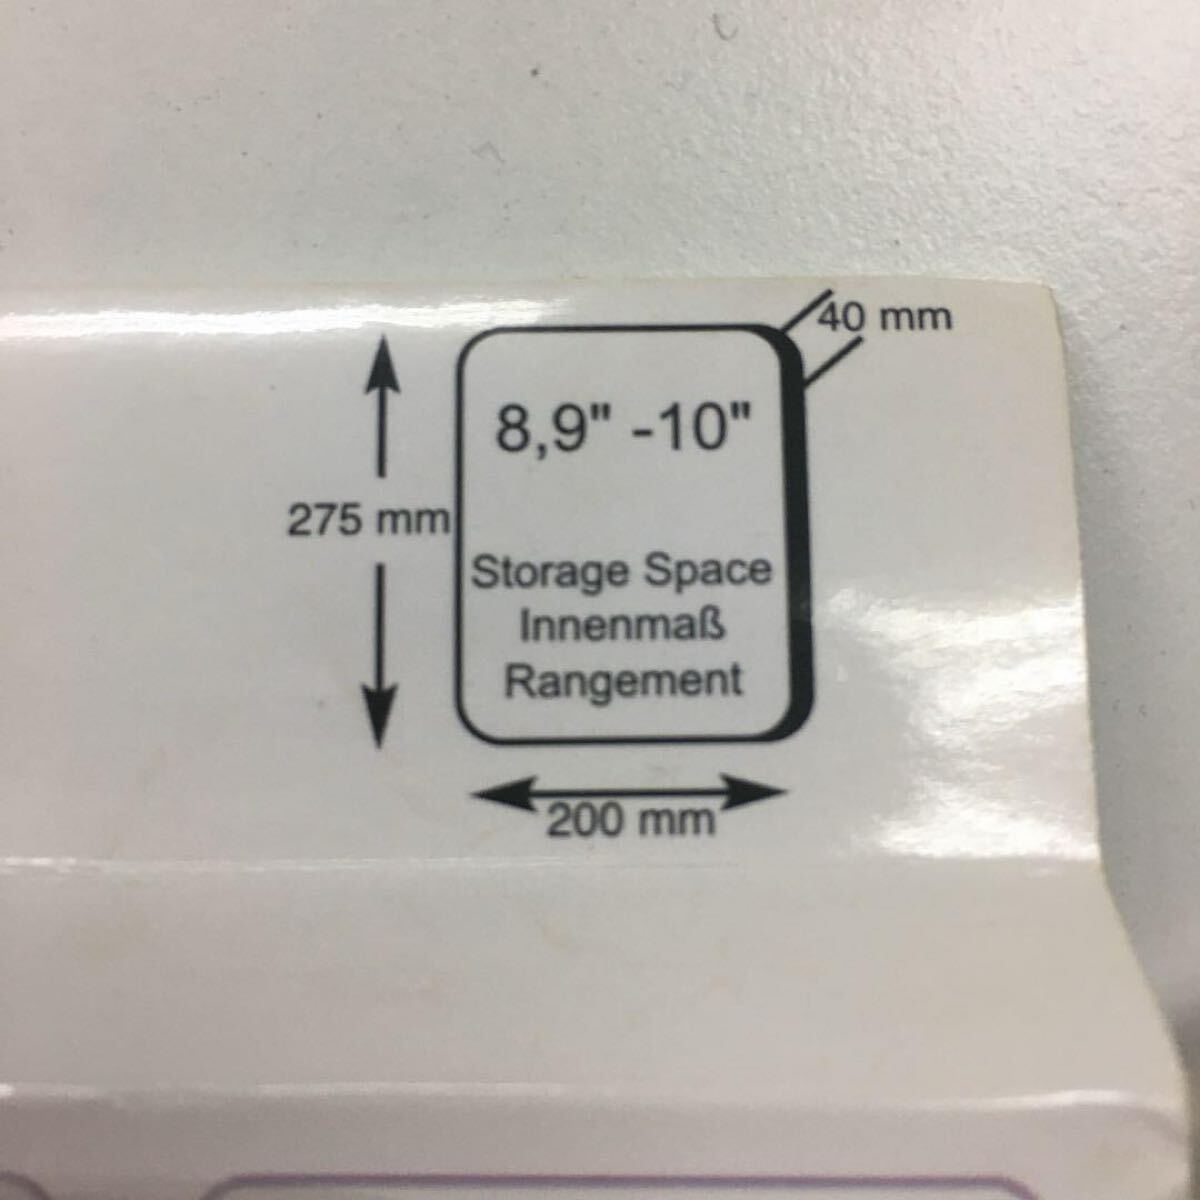 40 mm
8,9" -10"
275 mm
Storage Space
Innenmaß
Rangement
200 mm